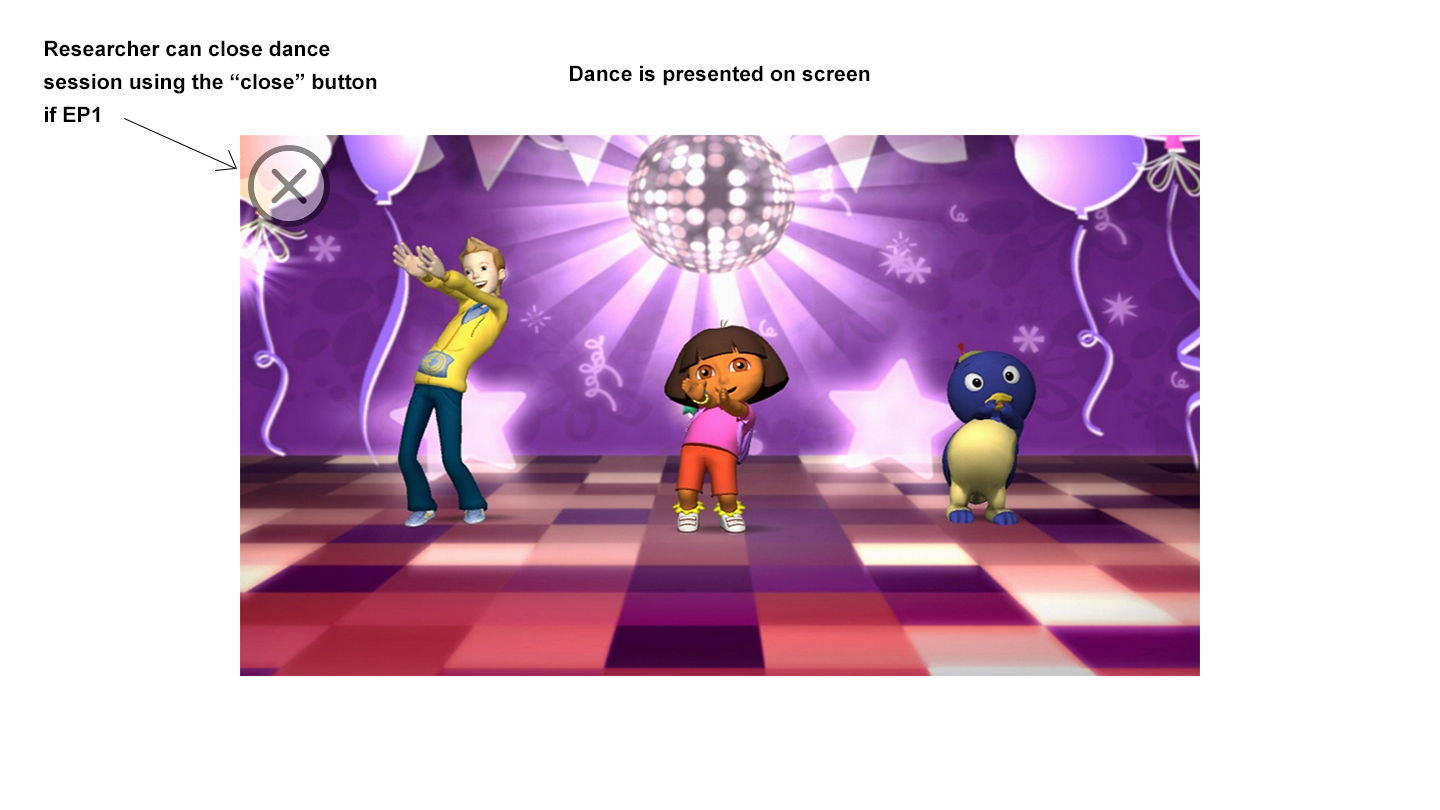 Researcher can close dance
session using the “close” button
if EP1
Dance is presented on screen